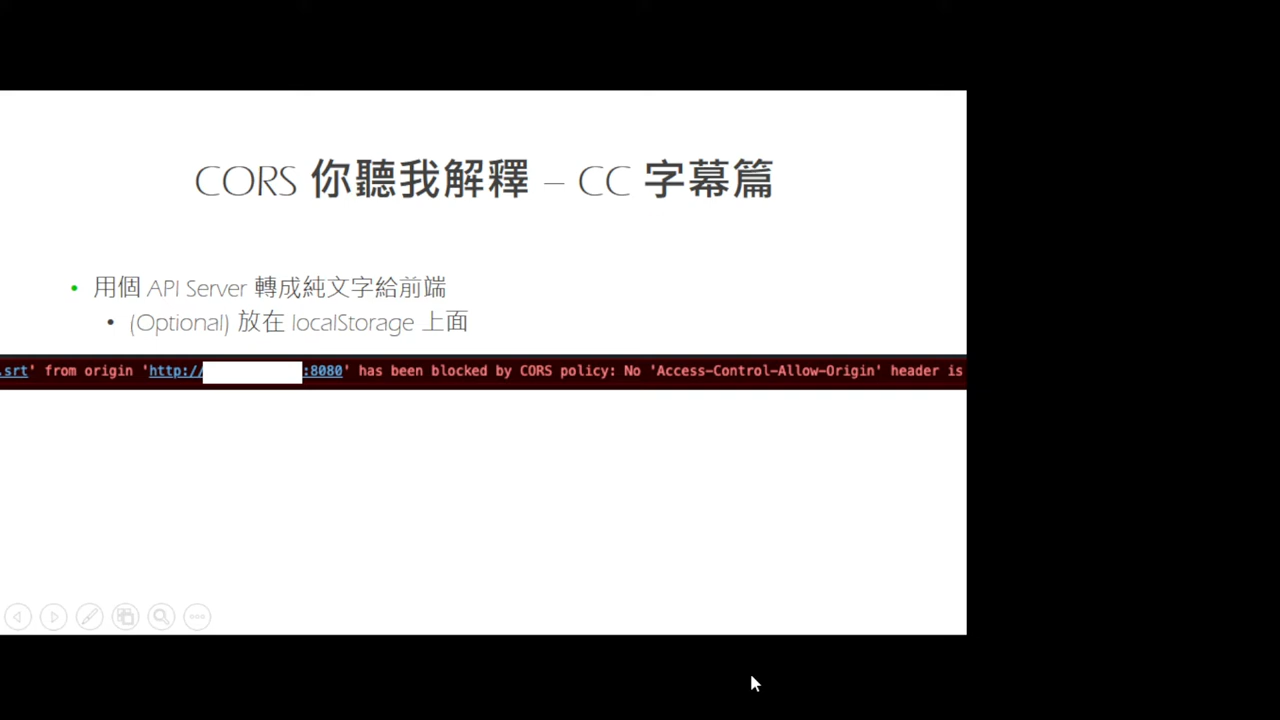 CORS 你聽我解釋 – CC 字幕篇
• 用個 API Server 轉成純文字給前端
• (Optional) 放在 localStorage 上面
.srt' from origin 'http:// :8080' has been blocked by CORS policy: No 'Access-Control-Allow-Origin' header is